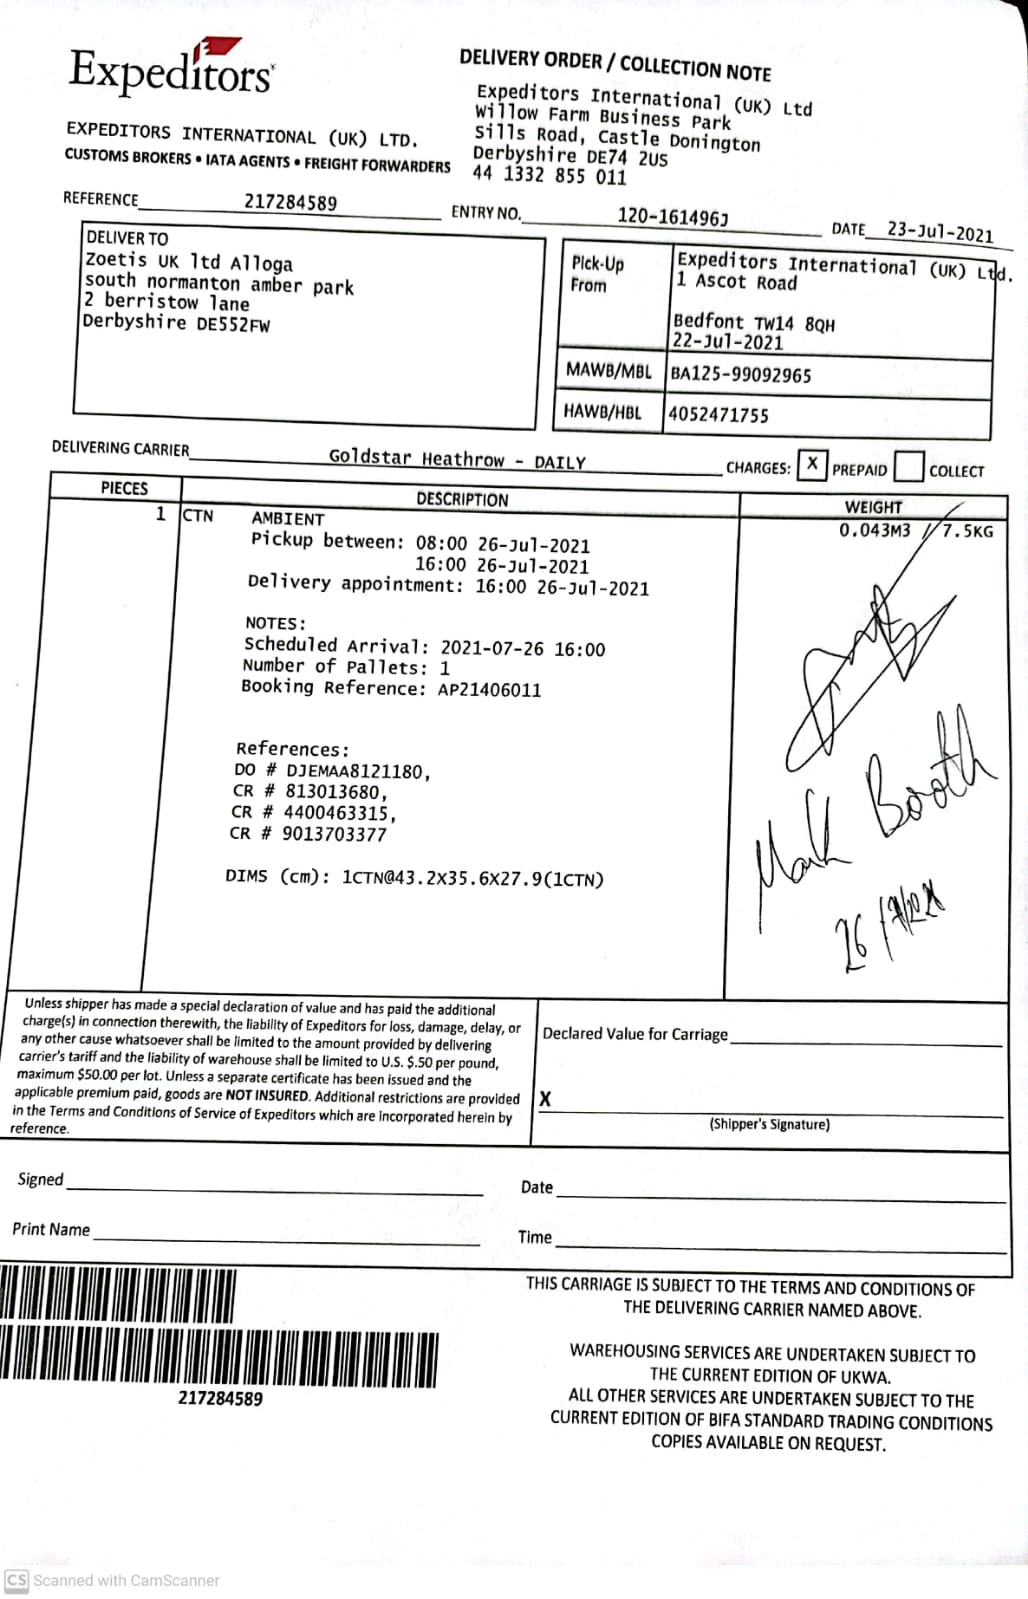 Expeditors
EXPEDITORS INTERNATIONAL (UK) LTD.
CUSTOMS BROKERS • IATA AGENTS • FREIGHT FORWARDERS
DELIVERY ORDER / COLLECTION NOTE
Expeditors International (UK) Ltd
Willow Farm Business Park
Sills Road, Castle Donington
Derbyshire DE74 2US
44 1332 855 011
REFERENCE 217284589 ENTRY NO. 120-161496J DATE 23-Jul-2021
DELIVER TO
Zoetis UK ltd Alloga
south normanton amber park
2 berristow lane
Derbyshire DE552FW
Pick-Up From
Expeditors International (UK) Ltd.
1 Ascot Road
Bedfont TW14 8QH
22-Jul-2021
MAWB/MBL BA125-99092965
HAWB/HBL 4052471755
DELIVERING CARRIER Goldstar Heathrow - DAILY CHARGES: X PREPAID COLLECT
PIECES DESCRIPTION WEIGHT
1 CTN AMBIENT 0.043M3 / 7.5KG
Pickup between: 08:00 26-Jul-2021
16:00 26-Jul-2021
Delivery appointment: 16:00 26-Jul-2021
NOTES:
Scheduled Arrival: 2021-07-26 16:00
Number of Pallets: 1
Booking Reference: AP21406011
References:
DO # DJEMAA8121180,
CR # 813013680,
CR # 4400463315,
CR # 9013703377
DIMS (cm): 1CTN@43.2X35.6X27.9(1CTN)
Mark Booth
Unless shipper has made a special declaration of value and has paid the additional
charge(s) in connection therewith, the liability of Expeditors for loss, damage, delay, or
any other cause whatsoever shall be limited to the amount provided by delivering
carrier's tariff and the liability of warehouse shall be limited to U.S. $.50 per pound,
maximum $50.00 per lot. Unless a separate certificate has been issued and the
applicable premium paid, goods are NOT INSURED. Additional restrictions are provided
in the Terms and Conditions of Service of Expeditors which are incorporated herein by
reference.
Declared Value for Carriage
X
(Shipper's Signature)
Signed
Date
Print Name
Time
217284589
THIS CARRIAGE IS SUBJECT TO THE TERMS AND CONDITIONS OF
THE DELIVERING CARRIER NAMED ABOVE.
WAREHOUSING SERVICES ARE UNDERTAKEN SUBJECT TO
THE CURRENT EDITION OF UKWA.
ALL OTHER SERVICES ARE UNDERTAKEN SUBJECT TO THE
CURRENT EDITION OF BIFA STANDARD TRADING CONDITIONS
COPIES AVAILABLE ON REQUEST.
CS Scanned with CamScanner